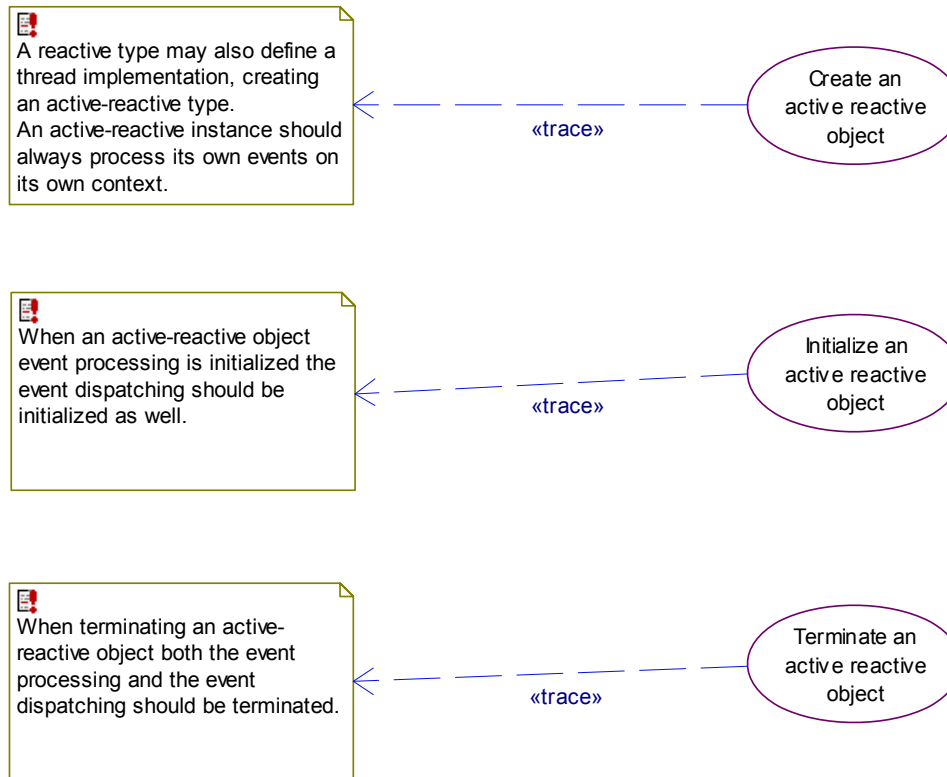 A reactive type may also define a
thread implementation, creating
an active-reactive type.
An active-reactive instance should
always process its own events on
its own context.
«trace»
Create an
active reactive
object
When an active-reactive object
event processing is initialized the
event dispatching should be
initialized as well.
«trace»
Initialize an
active reactive
object
When terminating an active-
reactive object both the event
processing and the event
dispatching should be terminated.
«trace»
Terminate an
active reactive
object